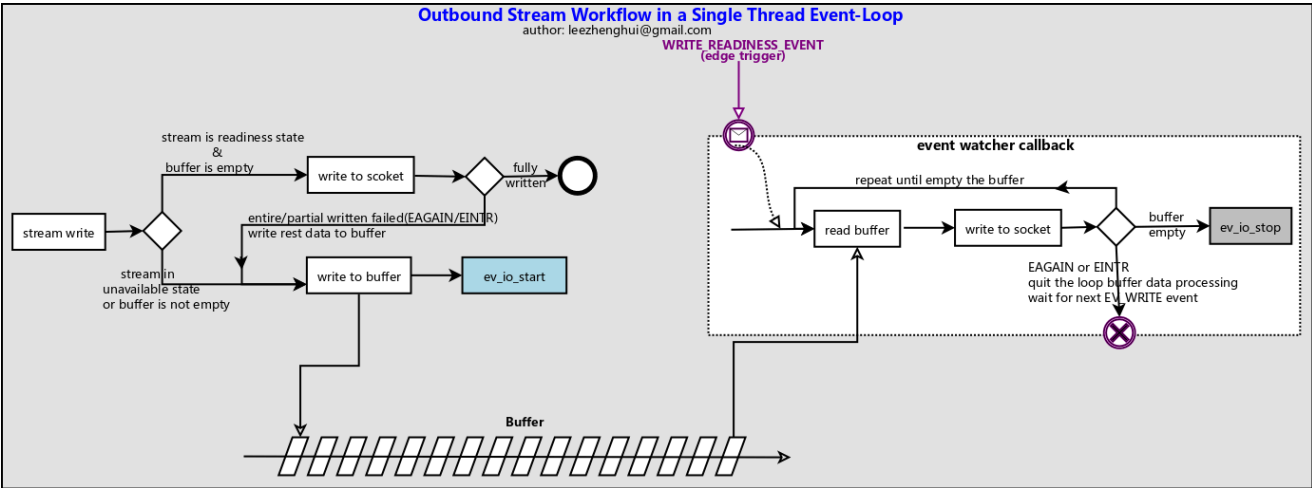 Outbound Stream Workflow in a Single Thread Event-Loop
author: leezhenghui@gmail.com
WRITE_READINESS_EVENT
(edge trigger)
stream is readiness state
&
buffer is empty
write to scoket
fully
written
event watcher callback
repeat until empty the buffer
stream write
entire/partial written failed(EAGAIN/EINTR)
write rest data to buffer
read buffer
write to socket
buffer
empty
ev_io_stop
stream in
unavailable state
or buffer is not empty
write to buffer
ev_io_start
EAGAIN or EINTR
quit the loop buffer data processing
wait for next EV_WRITE event
Buffer